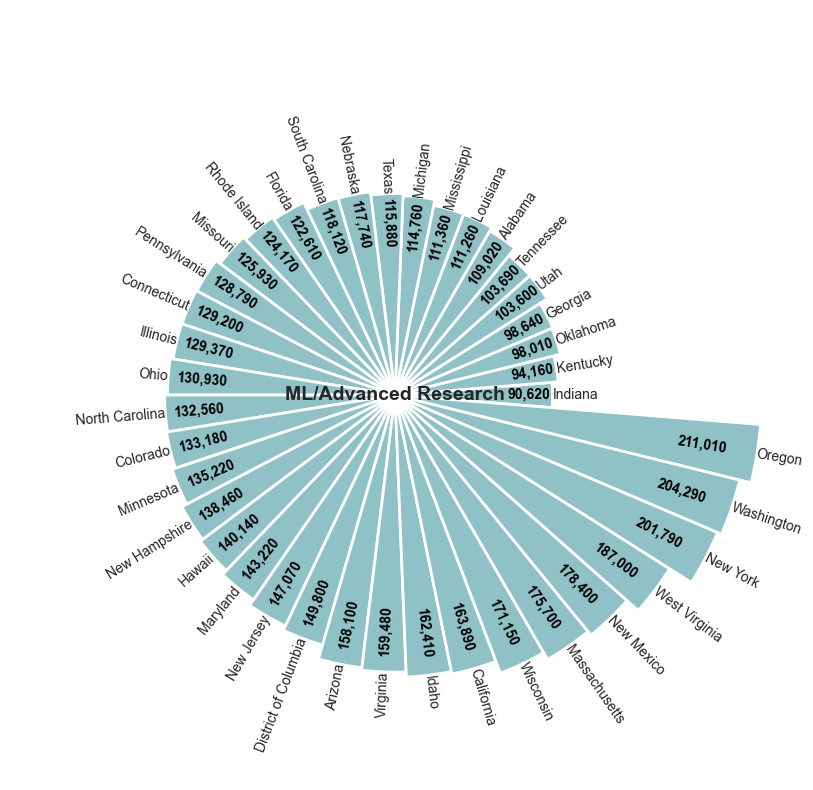 ML/Advanced Research
Indiana 90,620
Kentucky 94,160
Oklahoma 98,010
Georgia 98,640
Utah 103,600
Tennessee 103,690
Alabama 109,020
Louisiana 111,260
Mississippi 111,360
Michigan 114,760
Texas 115,880
Nebraska 117,740
South Carolina 118,120
Florida 122,610
Rhode Island 124,170
Missouri 125,930
Pennsylvania 128,790
Connecticut 129,200
Illinois 129,370
Ohio 130,930
North Carolina 132,560
Colorado 133,180
Minnesota 135,220
New Hampshire 138,460
Hawaii 140,140
Maryland 143,220
New Jersey 147,070
District of Columbia 149,800
Arizona 158,100
Virginia 159,480
Idaho 162,410
California 163,890
Wisconsin 171,150
Massachusetts 175,700
New Mexico 178,400
West Virginia 187,000
New York 201,790
Washington 204,290
Oregon 211,010